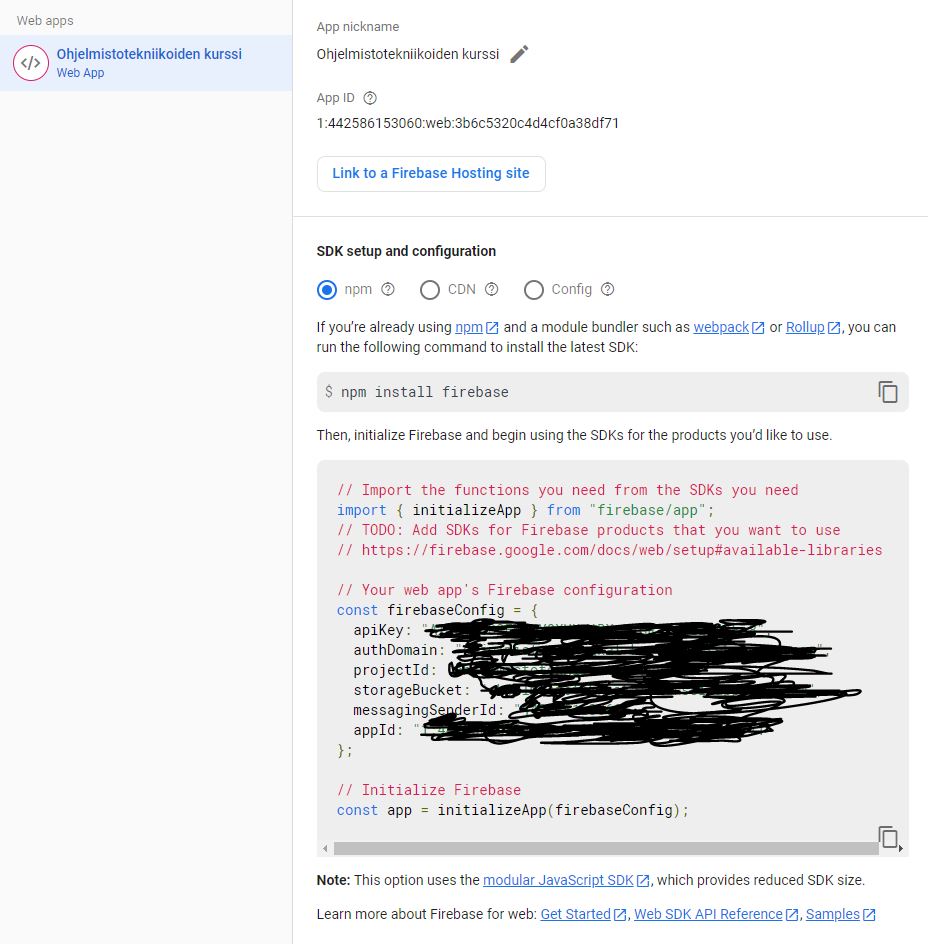 Web apps
Ohjelmistotekniikoiden kurssi
Web App
App nickname
Ohjelmistotekniikoiden kurssi
App ID
1:442586153060:web:3b6c5320c4d4cf0a38df71
Link to a Firebase Hosting site
SDK setup and configuration
npm CDN Config
If you're already using npm and a module bundler such as webpack or Rollup, you can
run the following command to install the latest SDK:
$ npm install firebase
Then, initialize Firebase and begin using the SDKs for the products you'd like to use.
// Import the functions you need from the SDKs you need
import { initializeApp } from "firebase/app";
// TODO: Add SDKs for Firebase products that you want to use
// https://firebase.google.com/docs/web/setup#available-libraries
// Your web app's Firebase configuration
const firebaseConfig = {
apiKey: "
authDomain: "
projectId:
storageBucket:
messagingSenderId: "
appId: "
};
// Initialize Firebase
const app = initializeApp(firebaseConfig);
Note: This option uses the modular JavaScript SDK, which provides reduced SDK size.
Learn more about Firebase for web: Get Started, Web SDK API Reference, Samples